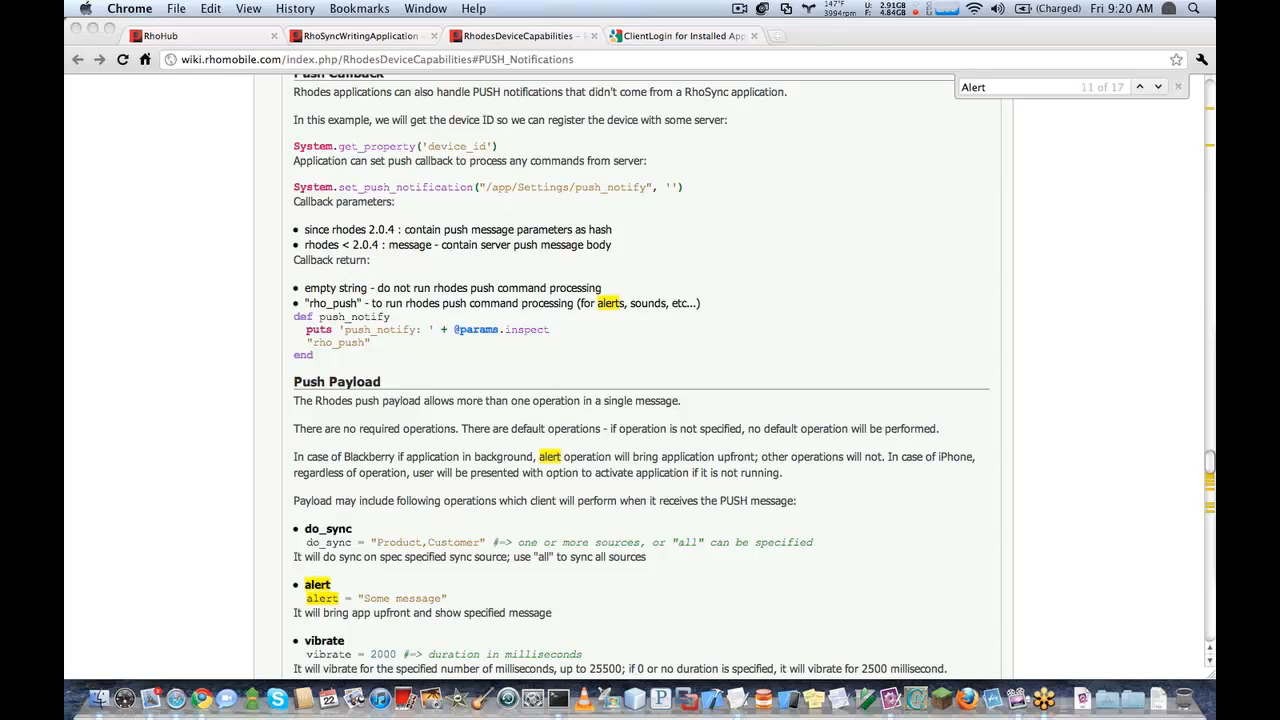 Chrome File Edit View History Bookmarks Window Help 147°F 3994rpm U: 2.91GB F: 4.84GB (Charged) Fri 9:20 AM
RhoHub RhoSyncWritingApplication RhodesDeviceCapabilities – ClientLogin for Installed App
wiki.rhomobile.com/index.php/RhodesDeviceCapabilities#PUSH_Notifications
Alert 11 of 17
Push Callback
Rhodes applications can also handle PUSH notifications that didn't come from a RhoSync application.
In this example, we will get the device ID so we can register the device with some server:
System.get_property('device_id')
Application can set push callback to process any commands from server:
System.set_push_notification("/app/Settings/push_notify", '')
Callback parameters:
• since rhodes 2.0.4 : contain push message parameters as hash
• rhodes < 2.0.4 : message - contain server push message body
Callback return:
• empty string - do not run rhodes push command processing
• "rho_push" - to run rhodes push command processing (for alerts, sounds, etc...)
def push_notify
puts 'push_notify: ' + @params.inspect
"rho_push"
end
Push Payload
The Rhodes push payload allows more than one operation in a single message.
There are no required operations. There are default operations - if operation is not specified, no default operation will be performed.
In case of Blackberry if application in background, alert operation will bring application upfront; other operations will not. In case of iPhone,
regardless of operation, user will be presented with option to activate application if it is not running.
Payload may include following operations which client will perform when it receives the PUSH message:
• do_sync
do_sync = "Product,Customer" #=> one or more sources, or "all" can be specified
It will do sync on spec specified sync source; use "all" to sync all sources
• alert
alert = "Some message"
It will bring app upfront and show specified message
• vibrate
vibrate = 2000 #=> duration in milliseconds
It will vibrate for the specified number of milliseconds, up to 25500; if 0 or no duration is specified, it will vibrate for 2500 millisecond.
22